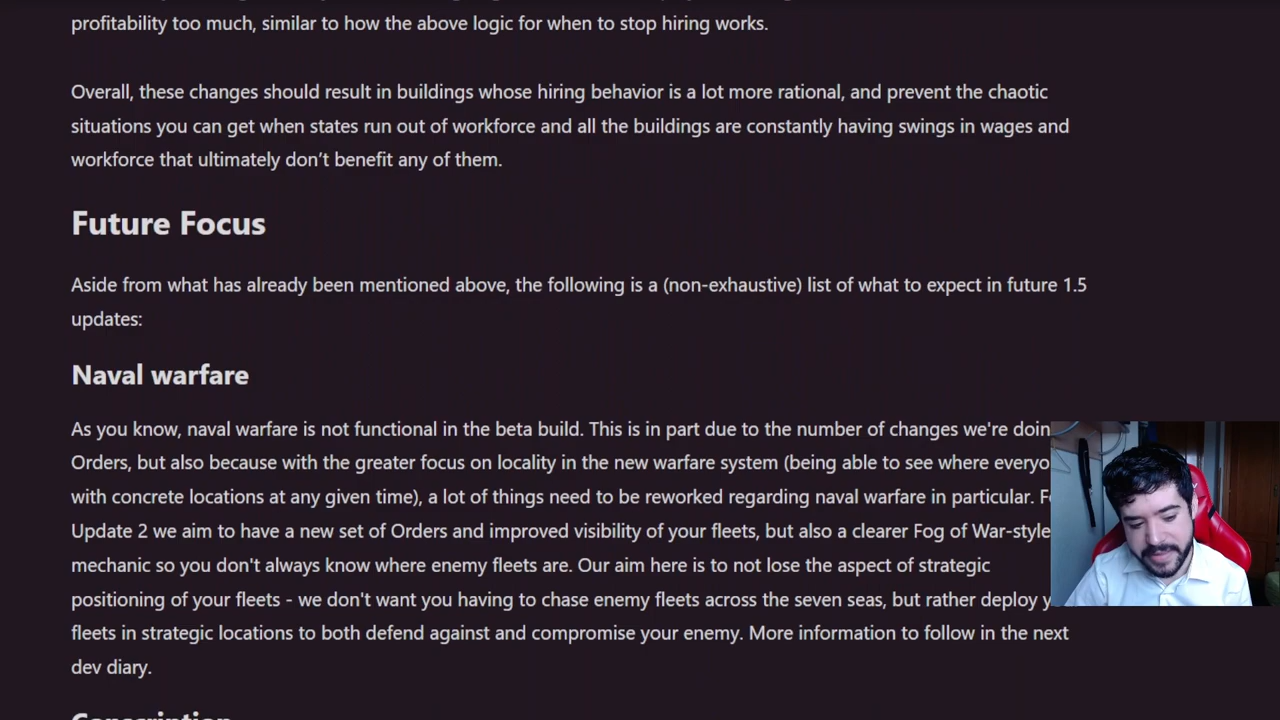 profitability too much, similar to how the above logic for when to stop hiring works.
Overall, these changes should result in buildings whose hiring behavior is a lot more rational, and prevent the chaotic
situations you can get when states run out of workforce and all the buildings are constantly having swings in wages and
workforce that ultimately don’t benefit any of them.
Future Focus
Aside from what has already been mentioned above, the following is a (non-exhaustive) list of what to expect in future 1.5
updates:
Naval warfare
As you know, naval warfare is not functional in the beta build. This is in part due to the number of changes we're doin
Orders, but also because with the greater focus on locality in the new warfare system (being able to see where everyo
with concrete locations at any given time), a lot of things need to be reworked regarding naval warfare in particular.
Update 2 we aim to have a new set of Orders and improved visibility of your fleets, but also a clearer Fog of War-style
mechanic so you don't always know where enemy fleets are. Our aim here is to not lose the aspect of strategic
positioning of your fleets - we don't want you having to chase enemy fleets across the seven seas, but rather deploy
fleets in strategic locations to both defend against and compromise your enemy. More information to follow in the next
dev diary.
Conscription